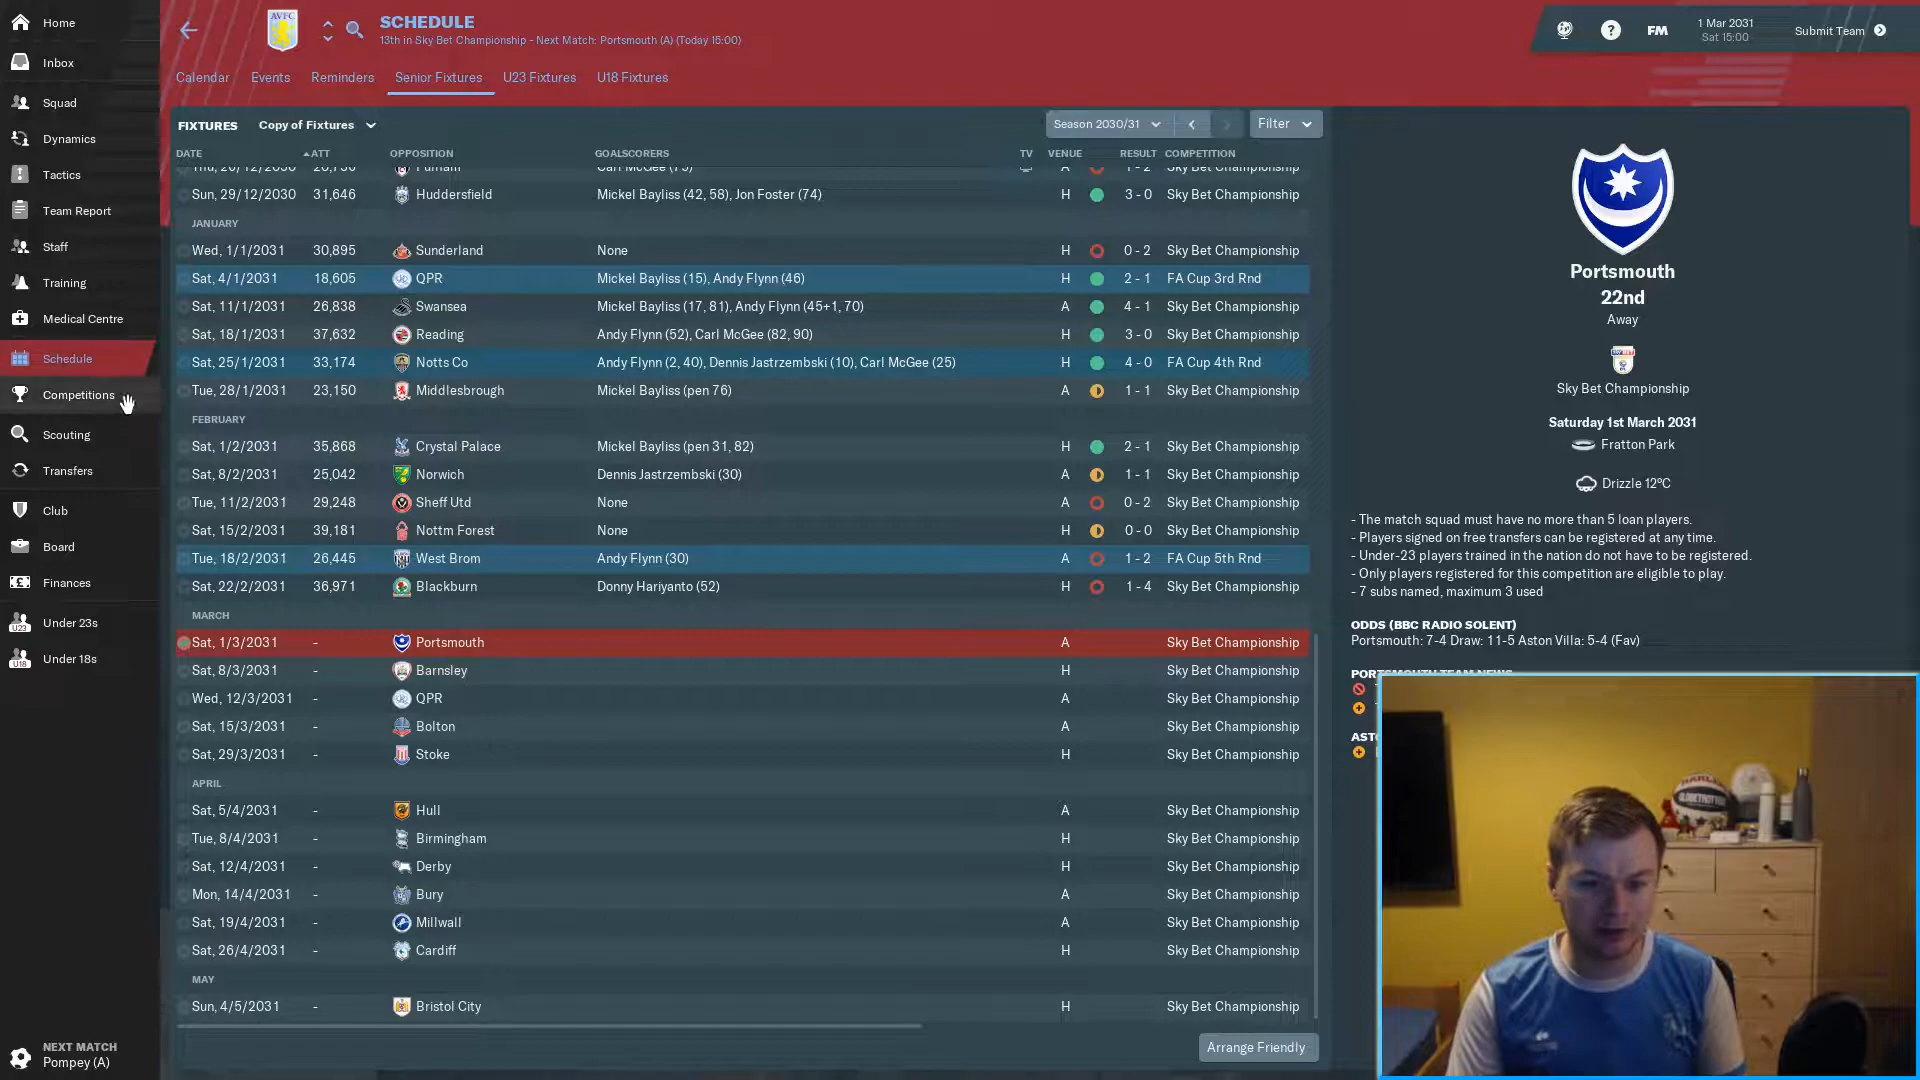 Home
Inbox
Squad
Dynamics
Tactics
Team Report
Staff
Training
Medical Centre
Schedule
Competitions
Scouting
Transfers
Club
Board
Finances
U23 Under 23s
U18 Under 18s
NEXT MATCH
Pompey (A)
AVFC
SCHEDULE
13th in Sky Bet Championship - Next Match: Portsmouth (A) (Today 15:00)
? FM
1 Mar 2031
Sat 15:00
Submit Team
Calendar Events Reminders Senior Fixtures U23 Fixtures U18 Fixtures
FIXTURES Copy of Fixtures Season 2030/31 Filter
DATE ATT OPPOSITION GOALSCORERS TV VENUE RESULT COMPETITION
Carl McGee A 1 - 2 Sky Bet Championship
Sun, 29/12/2030 31,646 Huddersfield Mickel Bayliss (42, 58), Jon Foster (74) H 3 - 0 Sky Bet Championship
JANUARY
Wed, 1/1/2031 30,895 Sunderland None H 0 - 2 Sky Bet Championship
Sat, 4/1/2031 18,605 QPR Mickel Bayliss (15), Andy Flynn (46) H 2 - 1 FA Cup 3rd Rnd
Sat, 11/1/2031 26,838 Swansea Mickel Bayliss (17, 81), Andy Flynn (45+1, 70) A 4 - 1 Sky Bet Championship
Sat, 18/1/2031 37,632 Reading Andy Flynn (52), Carl McGee (82, 90) H 3 - 0 Sky Bet Championship
Sat, 25/1/2031 33,174 Notts Co Andy Flynn (2, 40), Dennis Jastrzembski (10), Carl McGee (25) H 4 - 0 FA Cup 4th Rnd
Tue, 28/1/2031 23,150 Middlesbrough Mickel Bayliss (pen 76) A 1 - 1 Sky Bet Championship
FEBRUARY
Sat, 1/2/2031 35,868 Crystal Palace Mickel Bayliss (pen 31, 82) H 2 - 1 Sky Bet Championship
Sat, 8/2/2031 25,042 Norwich Dennis Jastrzembski (30) A 1 - 1 Sky Bet Championship
Tue, 11/2/2031 29,248 Sheff Utd None A 0 - 2 Sky Bet Championship
Sat, 15/2/2031 39,181 Nottm Forest None H 0 - 0 Sky Bet Championship
Tue, 18/2/2031 26,445 West Brom Andy Flynn (30) A 1 - 2 FA Cup 5th Rnd
Sat, 22/2/2031 36,971 Blackburn Donny Hariyanto (52) H 1 - 4 Sky Bet Championship
MARCH
Sat, 1/3/2031 - Portsmouth A Sky Bet Championship
Sat, 8/3/2031 - Barnsley H Sky Bet Championship
Wed, 12/3/2031 - QPR A Sky Bet Championship
Sat, 15/3/2031 - Bolton A Sky Bet Championship
Sat, 29/3/2031 - Stoke H Sky Bet Championship
APRIL
Sat, 5/4/2031 - Hull A Sky Bet Championship
Tue, 8/4/2031 - Birmingham H Sky Bet Championship
Sat, 12/4/2031 - Derby H Sky Bet Championship
Mon, 14/4/2031 - Bury A Sky Bet Championship
Sat, 19/4/2031 - Millwall A Sky Bet Championship
Sat, 26/4/2031 - Cardiff H Sky Bet Championship
MAY
Sun, 4/5/2031 - Bristol City H Sky Bet Championship
Arrange Friendly
Portsmouth
22nd
Away
Sky Bet Championship
Saturday 1st March 2031
Fratton Park
Drizzle 12ºC
- The match squad must have no more than 5 loan players.
- Players signed on free transfers can be registered at any time.
- Under-23 players trained in the nation do not have to be registered.
- Only players registered for this competition are eligible to play.
- 7 subs named, maximum 3 used
ODDS (BBC RADIO SOLENT)
Portsmouth: 7-4 Draw: 11-5 Aston Villa: 5-4 (Fav)
PORTSMOUTH TEAM NEWS